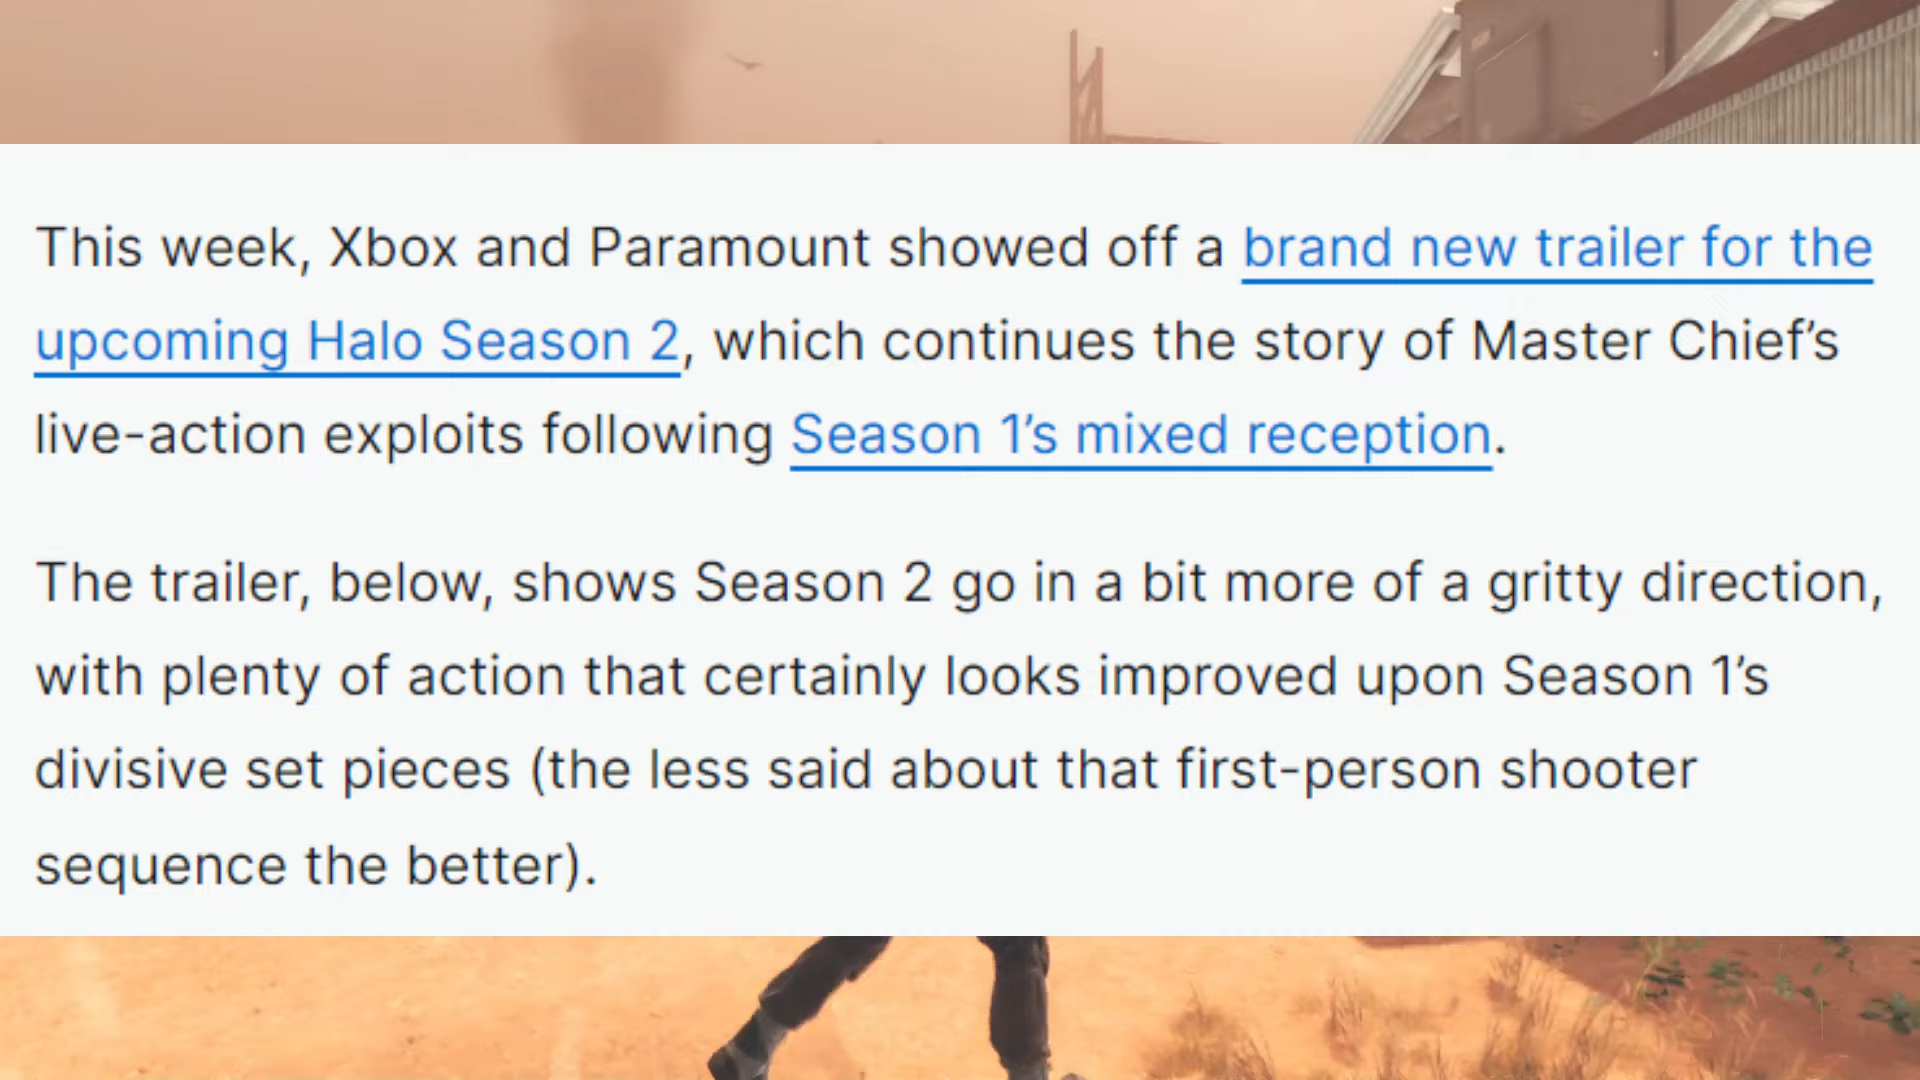 This week, Xbox and Paramount showed off a brand new trailer for the
upcoming Halo Season 2, which continues the story of Master Chief’s
live-action exploits following Season 1’s mixed reception.
The trailer, below, shows Season 2 go in a bit more of a gritty direction,
with plenty of action that certainly looks improved upon Season 1’s
divisive set pieces (the less said about that first-person shooter
sequence the better).